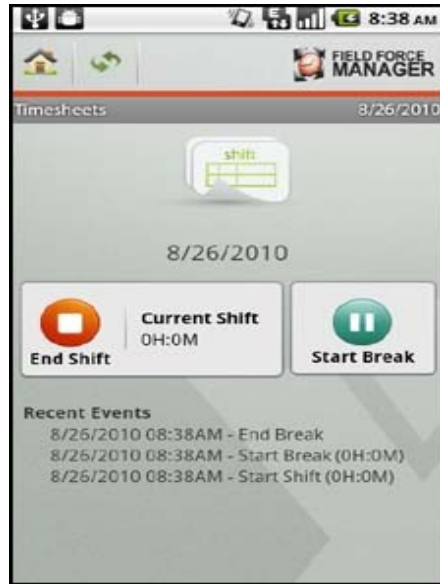 8:38 AM
FIELD FORCE
MANAGER
Timesheets 8/26/2010
shift
8/26/2010
Current Shift
0H:0M
End Shift
Start Break
Recent Events
8/26/2010 08:38AM - End Break
8/26/2010 08:38AM - Start Break (0H:0M)
8/26/2010 08:38AM - Start Shift (0H:0M)